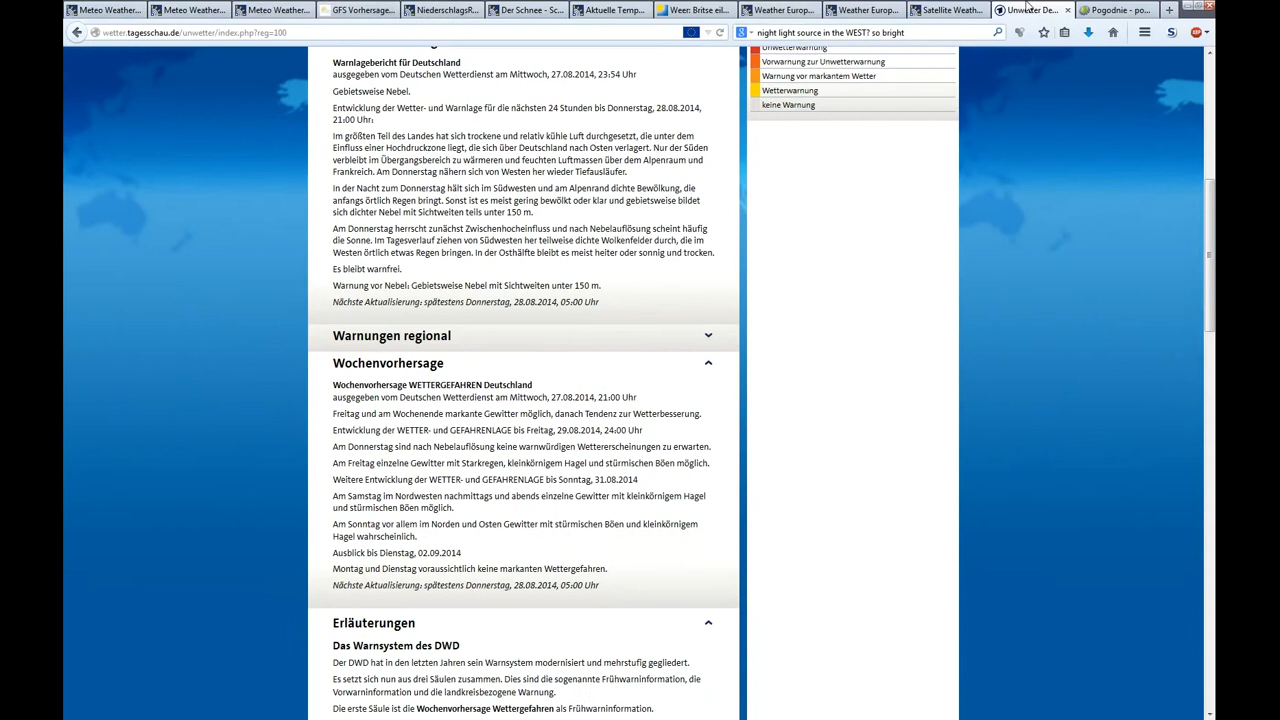 Meteo Weather...
Meteo Weather...
Meteo Weather...
GFS Vorhersage...
NiederschlagsR...
Der Schnee - Sc...
Aktuelle Temp...
Ween: Britse eil...
Weather Europ...
Weather Europ...
Satellite Weath...
Unwetter De...
Pogodnie - po...
wetter.tagesschau.de/unwetter/index.php?reg=100
night light source in the WEST? so bright
Warnlagebericht für Deutschland
ausgegeben vom Deutschen Wetterdienst am Mittwoch, 27.08.2014, 23:54 Uhr
Gebietsweise Nebel.
Entwicklung der Wetter- und Warnlage für die nächsten 24 Stunden bis Donnerstag, 28.08.2014,
21:00 Uhr:
Im größten Teil des Landes hat sich trockene und relativ kühle Luft durchgesetzt, die unter dem
Einfluss einer Hochdruckzone liegt, die sich über Deutschland nach Osten verlagert. Nur der Süden
verbleibt im Übergangsbereich zu wärmeren und feuchten Luftmassen über dem Alpenraum und
Frankreich. Am Donnerstag nähern sich von Westen her wieder Tiefausläufer.
In der Nacht zum Donnerstag hält sich im Südwesten und am Alpenrand dichte Bewölkung, die
anfangs örtlich Regen bringt. Sonst ist es meist gering bewölkt oder klar und gebietsweise bildet
sich dichter Nebel mit Sichtweiten teils unter 150 m.
Am Donnerstag herrscht zunächst Zwischenhocheinfluss und nach Nebelauflösung scheint häufig
die Sonne. Im Tagesverlauf ziehen von Südwesten her teilweise dichte Wolkenfelder durch, die im
Westen örtlich etwas Regen bringen. In der Osthälfte bleibt es meist heiter oder sonnig und trocken.
Es bleibt warnfrei.
Warnung vor Nebel: Gebietsweise Nebel mit Sichtweiten unter 150 m.
Nächste Aktualisierung: spätestens Donnerstag, 28.08.2014, 05:00 Uhr
Warnungen regional
Wochenvorhersage
Wochenvorhersage WETTERGEFAHREN Deutschland
ausgegeben vom Deutschen Wetterdienst am Mittwoch, 27.08.2014, 21:00 Uhr
Freitag und am Wochenende markante Gewitter möglich, danach Tendenz zur Wetterbesserung.
Entwicklung der WETTER- und GEFAHRENLAGE bis Freitag, 29.08.2014, 24:00 Uhr
Am Donnerstag sind nach Nebelauflösung keine warnwürdigen Wettererscheinungen zu erwarten.
Am Freitag einzelne Gewitter mit Starkregen, kleinkörnigem Hagel und stürmischen Böen möglich.
Weitere Entwicklung der WETTER- und GEFAHRENLAGE bis Sonntag, 31.08.2014
Am Samstag im Nordwesten nachmittags und abends einzelne Gewitter mit kleinkörnigem Hagel
und stürmischen Böen möglich.
Am Sonntag vor allem im Norden und Osten Gewitter mit stürmischen Böen und kleinkörnigem
Hagel wahrscheinlich.
Ausblick bis Dienstag, 02.09.2014
Montag und Dienstag voraussichtlich keine markanten Wettergefahren.
Nächste Aktualisierung: spätestens Donnerstag, 28.08.2014, 05:00 Uhr
Erläuterungen
Das Warnsystem des DWD
Der DWD hat in den letzten Jahren sein Warnsystem modernisiert und mehrstufig gegliedert.
Es setzt sich nun aus drei Säulen zusammen. Dies sind die sogenannte Frühwarninformation, die
Vorwarninformation und die landkreisbezogene Warnung.
Die erste Säule ist die Wochenvorhersage Wettergefahren als Frühwarninformation.
Unwetterwarnung
Vorwarnung zur Unwetterwarnung
Warnung vor markantem Wetter
Wetterwarnung
keine Warnung